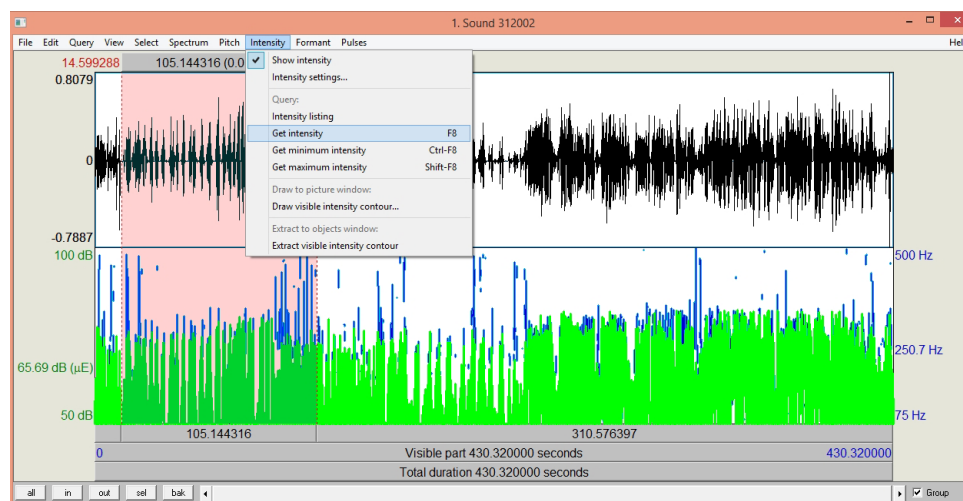 1. Sound 312002
File Edit Query View Select Spectrum Pitch Intensity Formant Pulses Hel
14.599288 105.144316 (0.0
0.8079
0
-0.7887
Show intensity
Intensity settings...
Query:
Intensity listing
Get intensity F8
Get minimum intensity Ctrl-F8
Get maximum intensity Shift-F8
Draw to picture window:
Draw visible intensity contour...
Extract to objects window:
Extract visible intensity contour
100 dB 500 Hz
65.69 dB (µE) 250.7 Hz
50 dB 75 Hz
105.144316 310.576397
0 Visible part 430.320000 seconds 430.320000
Total duration 430.320000 seconds
all in out sel bak Group